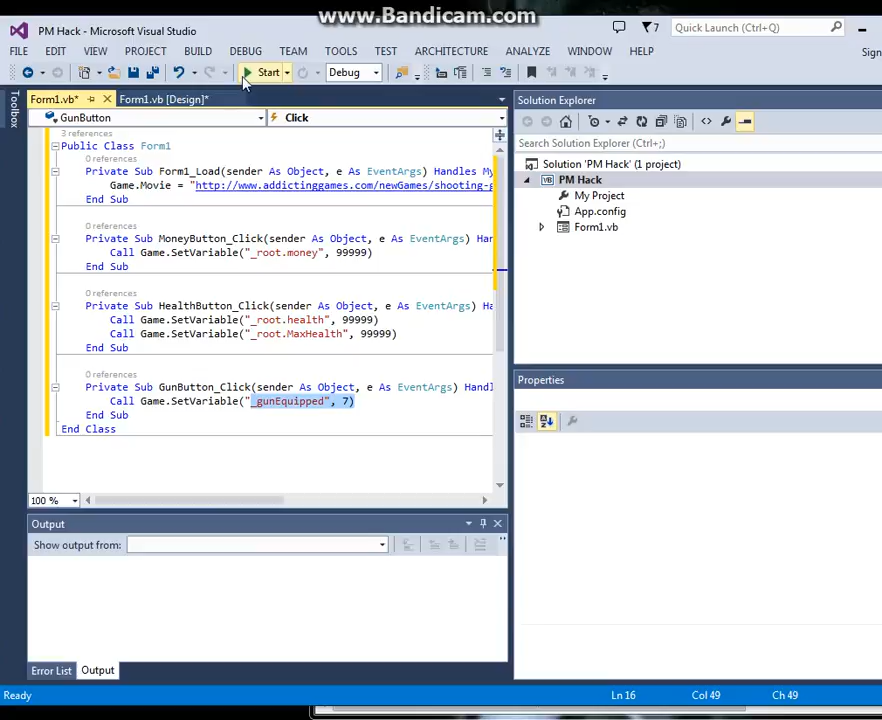 www.Bandicam.com
PM Hack - Microsoft Visual Studio
7
Quick Launch (Ctrl+Q)
FILE EDIT VIEW PROJECT BUILD DEBUG TEAM TOOLS TEST ARCHITECTURE ANALYZE WINDOW HELP
Sign
Start Debug
Toolbox
Form1.vb* Form1.vb [Design]*
GunButton Click
3 references
Public Class Form1
0 references
Private Sub Form1_Load(sender As Object, e As EventArgs) Handles My
Game.Movie = "http://www.addictinggames.com/newGames/shooting-g
End Sub
0 references
Private Sub MoneyButton_Click(sender As Object, e As EventArgs) Han
Call Game.SetVariable("_root.money", 99999)
End Sub
0 references
Private Sub HealthButton_Click(sender As Object, e As EventArgs) Ha
Call Game.SetVariable("_root.health", 99999)
Call Game.SetVariable("_root.MaxHealth", 99999)
End Sub
0 references
Private Sub GunButton_Click(sender As Object, e As EventArgs) Handl
Call Game.SetVariable("_gunEquipped", 7)
End Sub
End Class
100 %
Output
Show output from:
Error List Output
Solution Explorer
Search Solution Explorer (Ctrl+;)
Solution 'PM Hack' (1 project)
VB PM Hack
My Project
App.config
Form1.vb
Properties
Ready Ln 16 Col 49 Ch 49